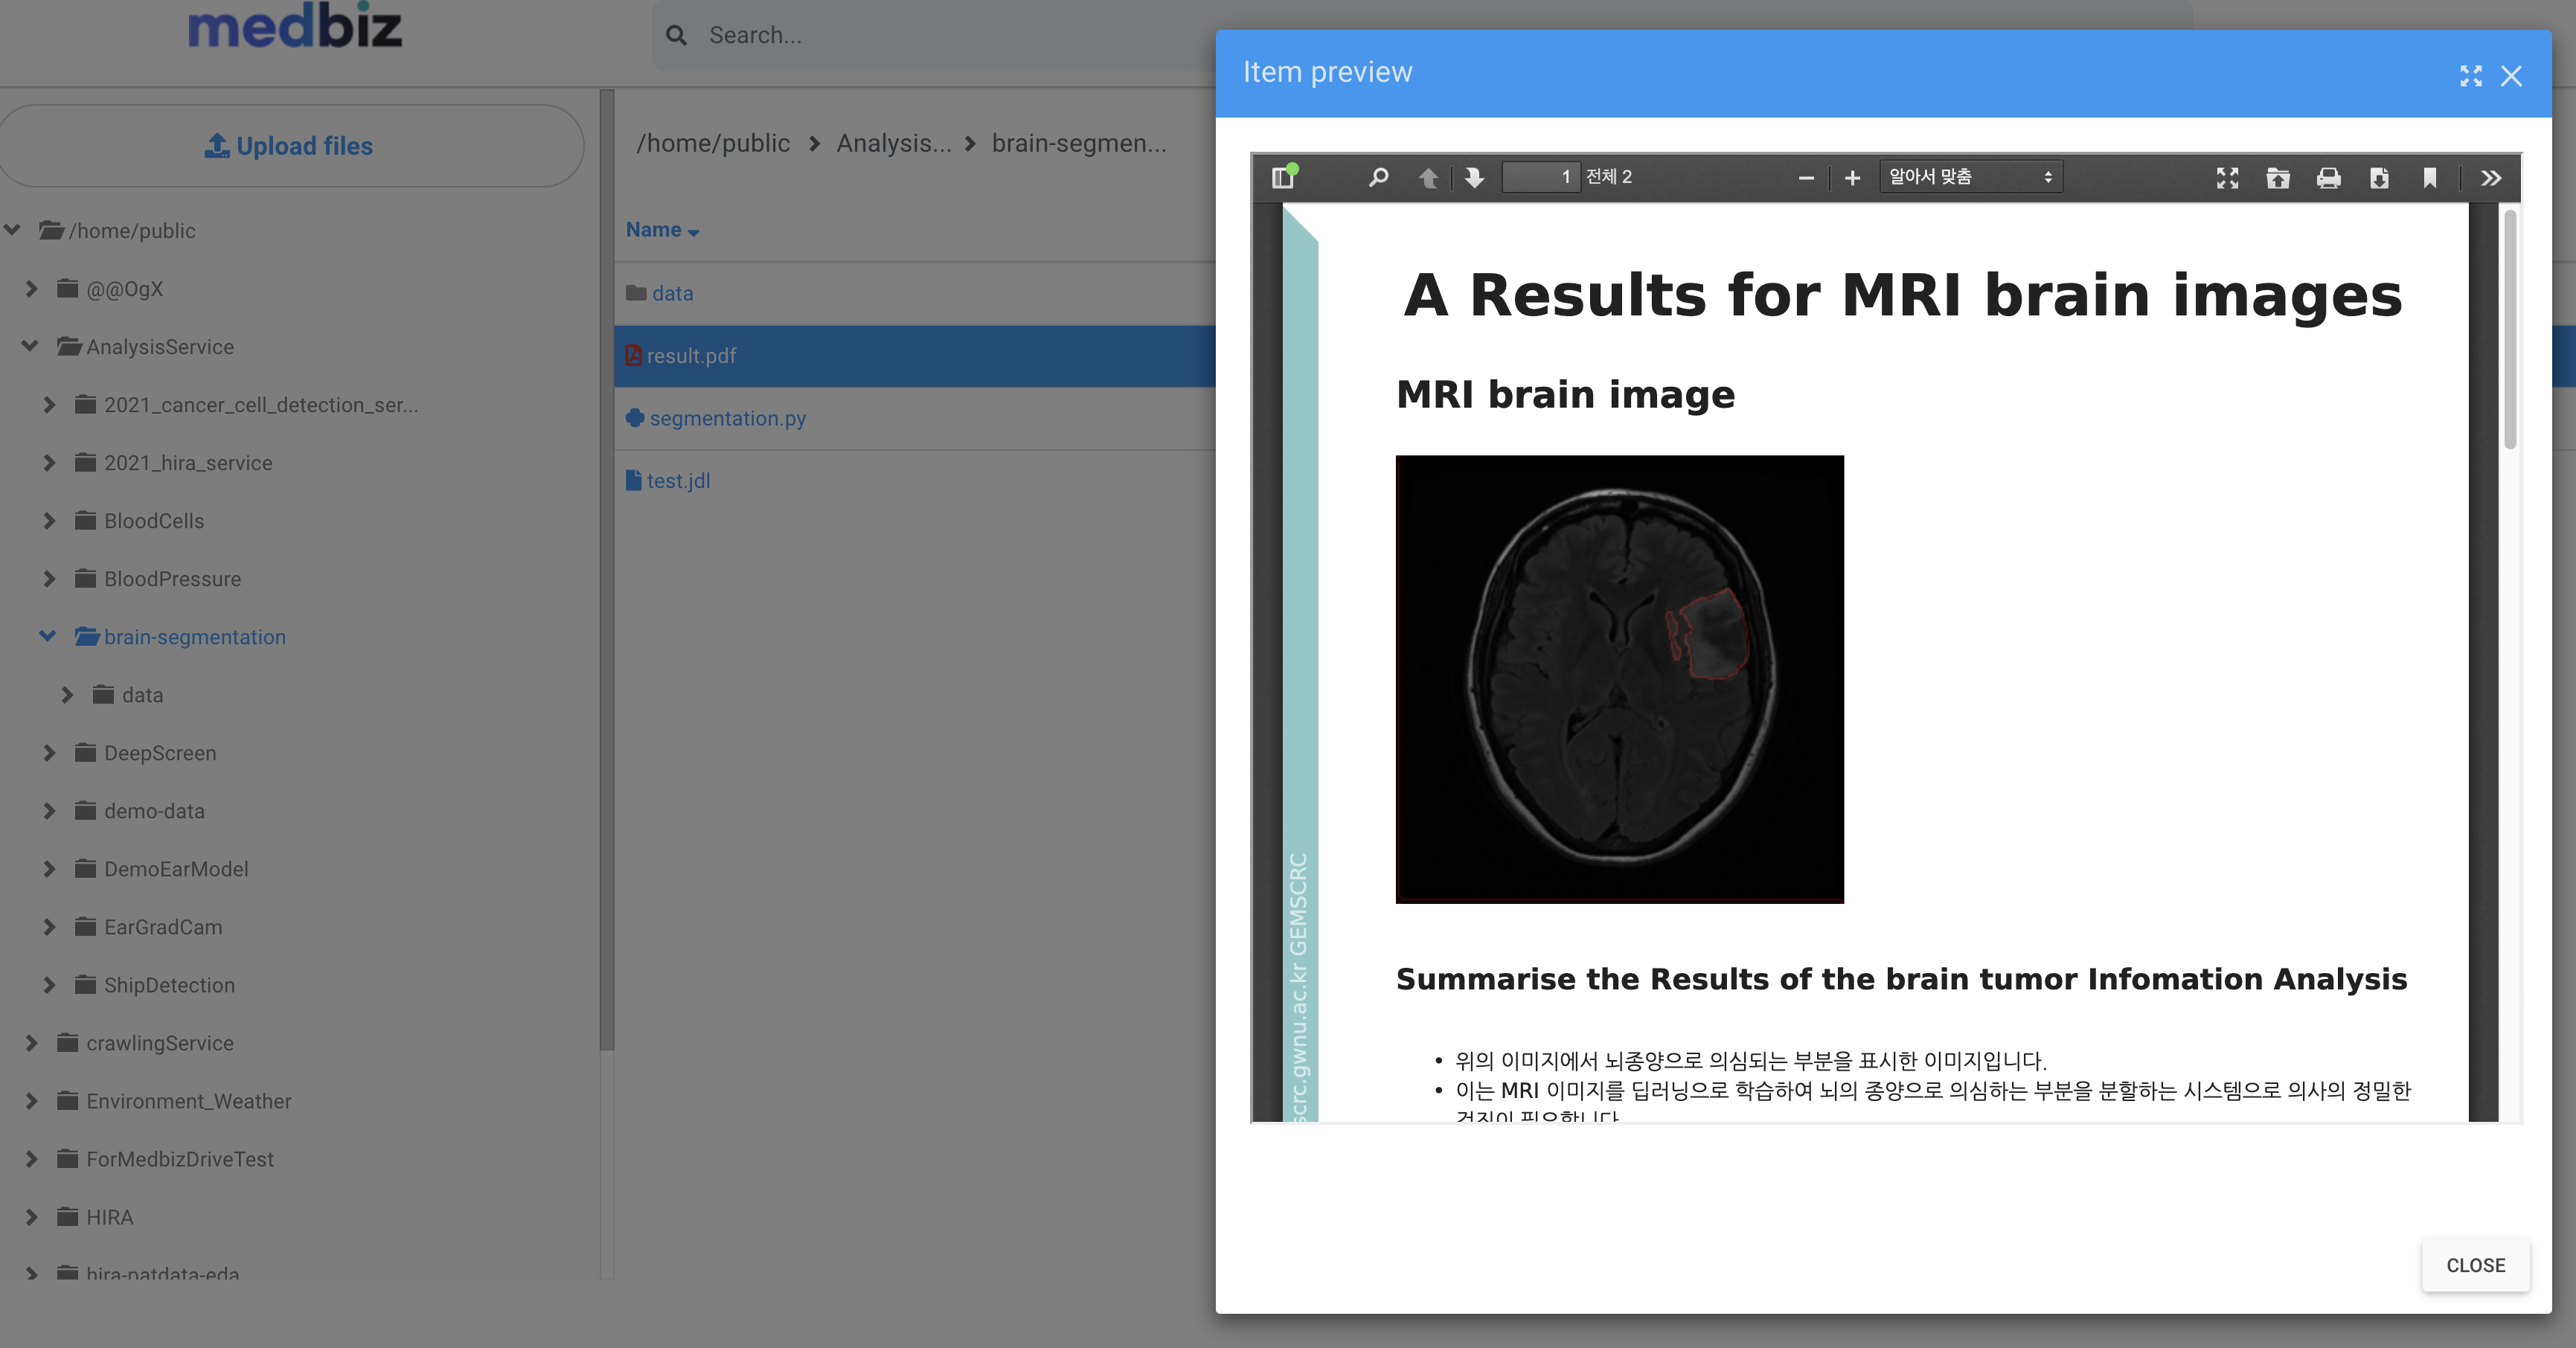 medbiz
Search...
Upload files
/home/public
@@OgX
AnalysisService
2021_cancer_cell_detection_ser...
2021_hira_service
BloodCells
BloodPressure
brain-segmentation
data
DeepScreen
demo-data
DemoEarModel
EarGradCam
ShipDetection
crawlingService
Environment_Weather
ForMedbizDriveTest
HIRA
hira-patdata-eda
/home/public > Analysis... > brain-segmen...
Name
data
result.pdf
segmentation.py
test.jdl
Item preview
1 전체 2
알아서 맞춤
A Results for MRI brain images
MRI brain image
Summarise the Results of the brain tumor Infomation Analysis
• 위의 이미지에서 뇌종양으로 의심되는 부분을 표시한 이미지입니다.
• 이는 MRI 이미지를 딥러닝으로 학습하여 뇌의 종양으로 의심하는 부분을 분할하는 시스템으로 의사의 정밀한
필요합니다
scrc.gwnu.ac.kr GEMSCRC
CLOSE